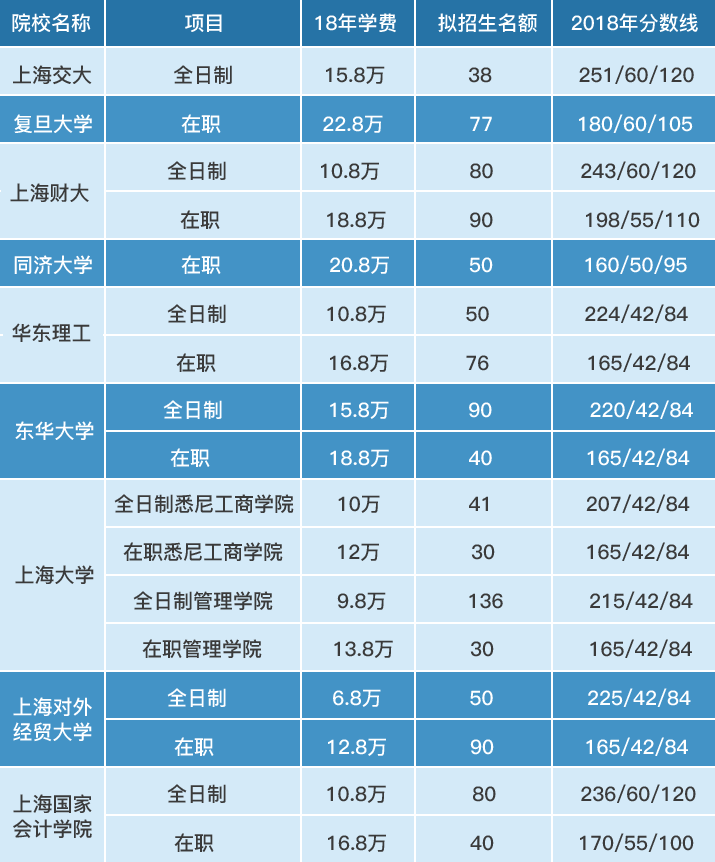 院校名称 项目 18年学费 拟招生名额 2018年分数线
上海交大 全日制 15.8万 38 251/60/120
复旦大学 在职 22.8万 77 180/60/105
上海财大 全日制 10.8万 80 243/60/120
在职 18.8万 90 198/55/110
同济大学 在职 20.8万 50 160/50/95
华东理工 全日制 10.8万 50 224/42/84
在职 16.8万 76 165/42/84
东华大学 全日制 15.8万 90 220/42/84
在职 18.8万 40 165/42/84
上海大学 全日制悉尼工商学院 10万 41 207/42/84
在职悉尼工商学院 12万 30 165/42/84
全日制管理学院 9.8万 136 215/42/84
在职管理学院 13.8万 30 165/42/84
上海对外
经贸大学 全日制 6.8万 50 225/42/84
在职 12.8万 90 165/42/84
上海国家
会计学院 全日制 10.8万 80 236/60/120
在职 16.8万 40 170/55/100